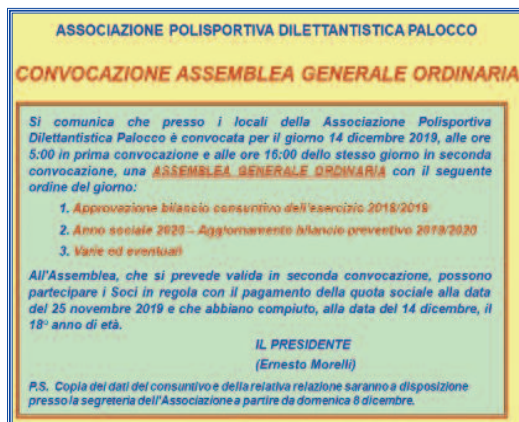 ASSOCIAZIONE POLISPORTIVA DILETTANTISTICA PALOCCO
CONVOCAZIONE ASSEMBLEA GENERALE ORDINARIA
Si comunica che presso i locali della Associazione Polisportiva
Dilettantistica Palocco è convocata per il giorno 14 dicembre 2019, alle ore
5:00 in prima convocazione e alle ore 16:00 dello stesso giorno in seconda
convocazione, una ASSEMBLEA GENERALE ORDINARIA con il seguente
ordine del giorno:
1. Approvazione bilancio consuntivo dell'esercizio 2018/2019
2. Anno sociale 2020 – Aggiornamento bilancio preventivo 2019/2020
3. Varie ed eventuali
All'Assemblea, che si prevede valida in seconda convocazione, possono
partecipare i Soci in regola con il pagamento della quota sociale alla data
del 25 novembre 2019 e che abbiano compiuto, alla data del 14 dicembre, il
18° anno di età.
IL PRESIDENTE
(Ernesto Morelli)
P.S. Copia dei dati del consuntivo e della relativa relazione saranno a disposizione
presso la segreteria dell'Associazione a partire da domenica 8 dicembre.